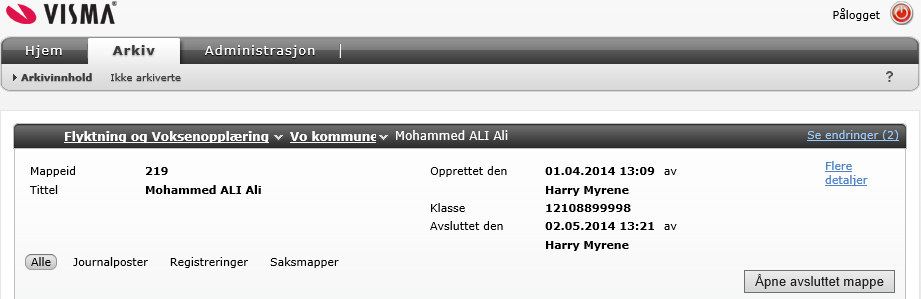 VISMA®
Pålogget
Hjem Arkiv Administrasjon |
Arkivinnhold Ikke arkiverte ?
Flyktning og Voksenopplæring Vo kommune Mohammed ALI Ali Se endringer (2)
Mappeid 219 Opprettet den 01.04.2014 13:09 av Flere
Tittel Mohammed ALI Ali Harry Myrene detaljer
Klasse 12108899998
Avsluttet den 02.05.2014 13:21 av
Harry Myrene
Alle Journalposter Registreringer Saksmapper
Åpne avsluttet mappe